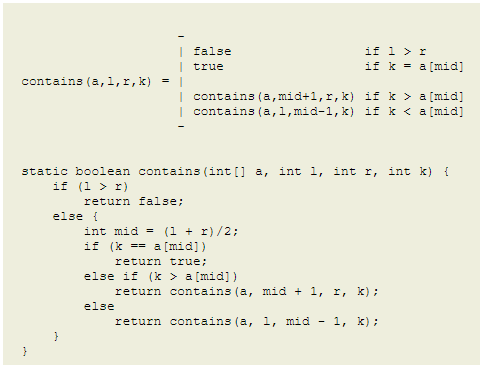 –
| false if l > r
| true if k = a[mid]
contains(a,l,r,k) = |
| contains(a,mid+1,r,k) if k > a[mid]
| contains(a,l,mid-1,k) if k < a[mid]
–
static boolean contains(int[] a, int l, int r, int k) {
if (l > r)
return false;
else {
int mid = (l + r)/2;
if (k == a[mid])
return true;
else if (k > a[mid])
return contains(a, mid + 1, r, k);
else
return contains(a, l, mid - 1, k);
}
}